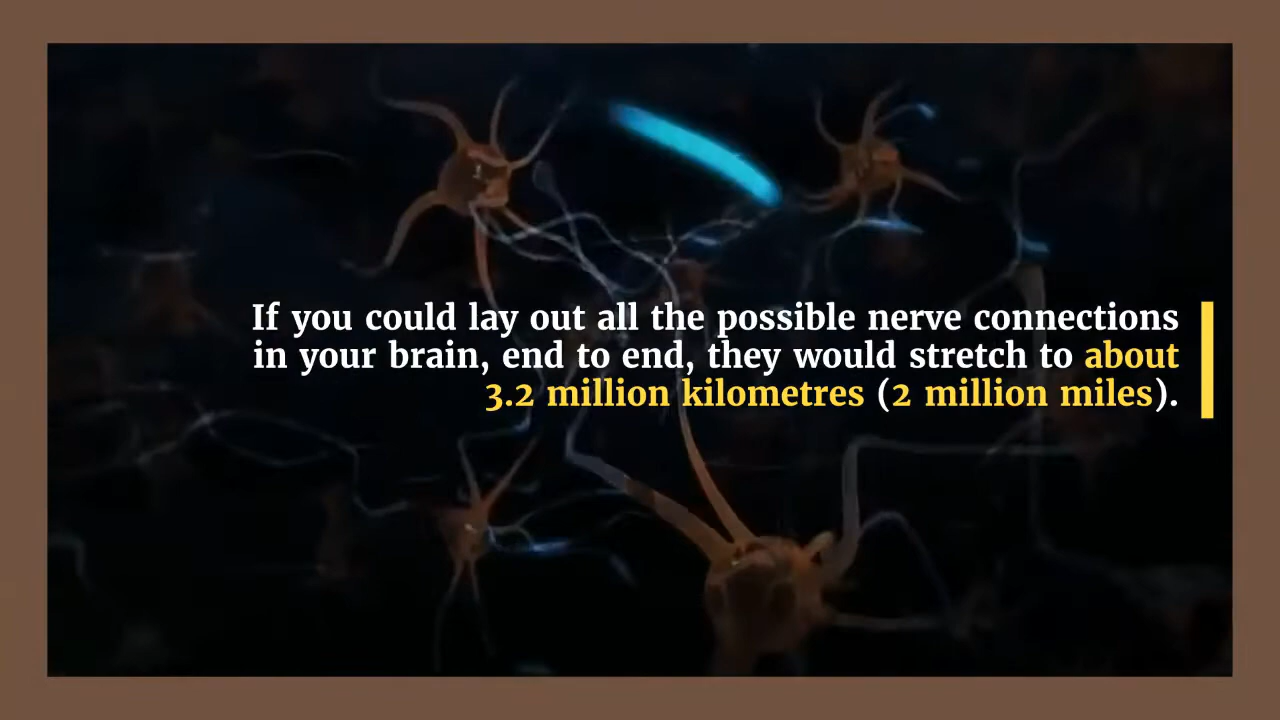 If you could lay out all the possible nerve connections
in your brain, end to end, they would stretch to about
3.2 million kilometres (2 million miles).